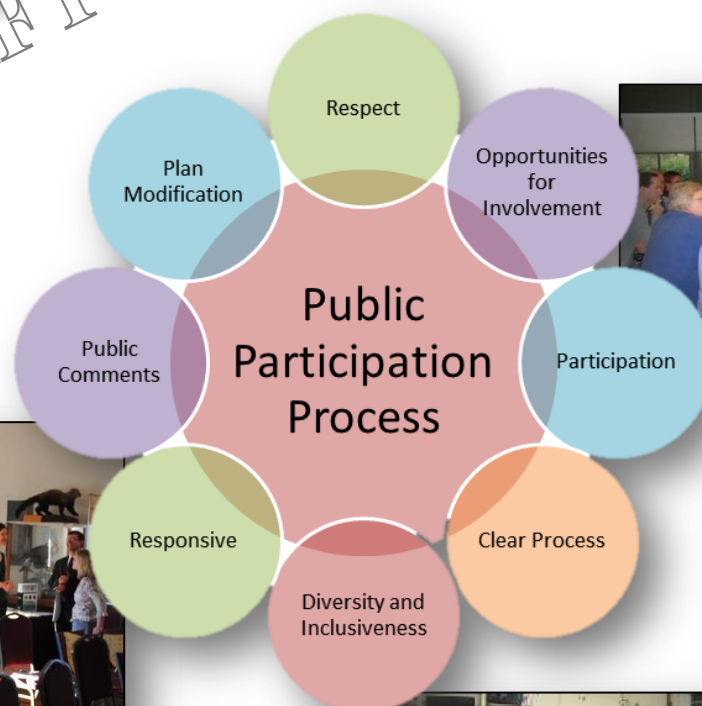 Respect
Opportunities
for
Involvement
Plan
Modification
Public
Participation
Process
Participation
Public
Comments
Clear Process
Responsive
Diversity and
Inclusiveness